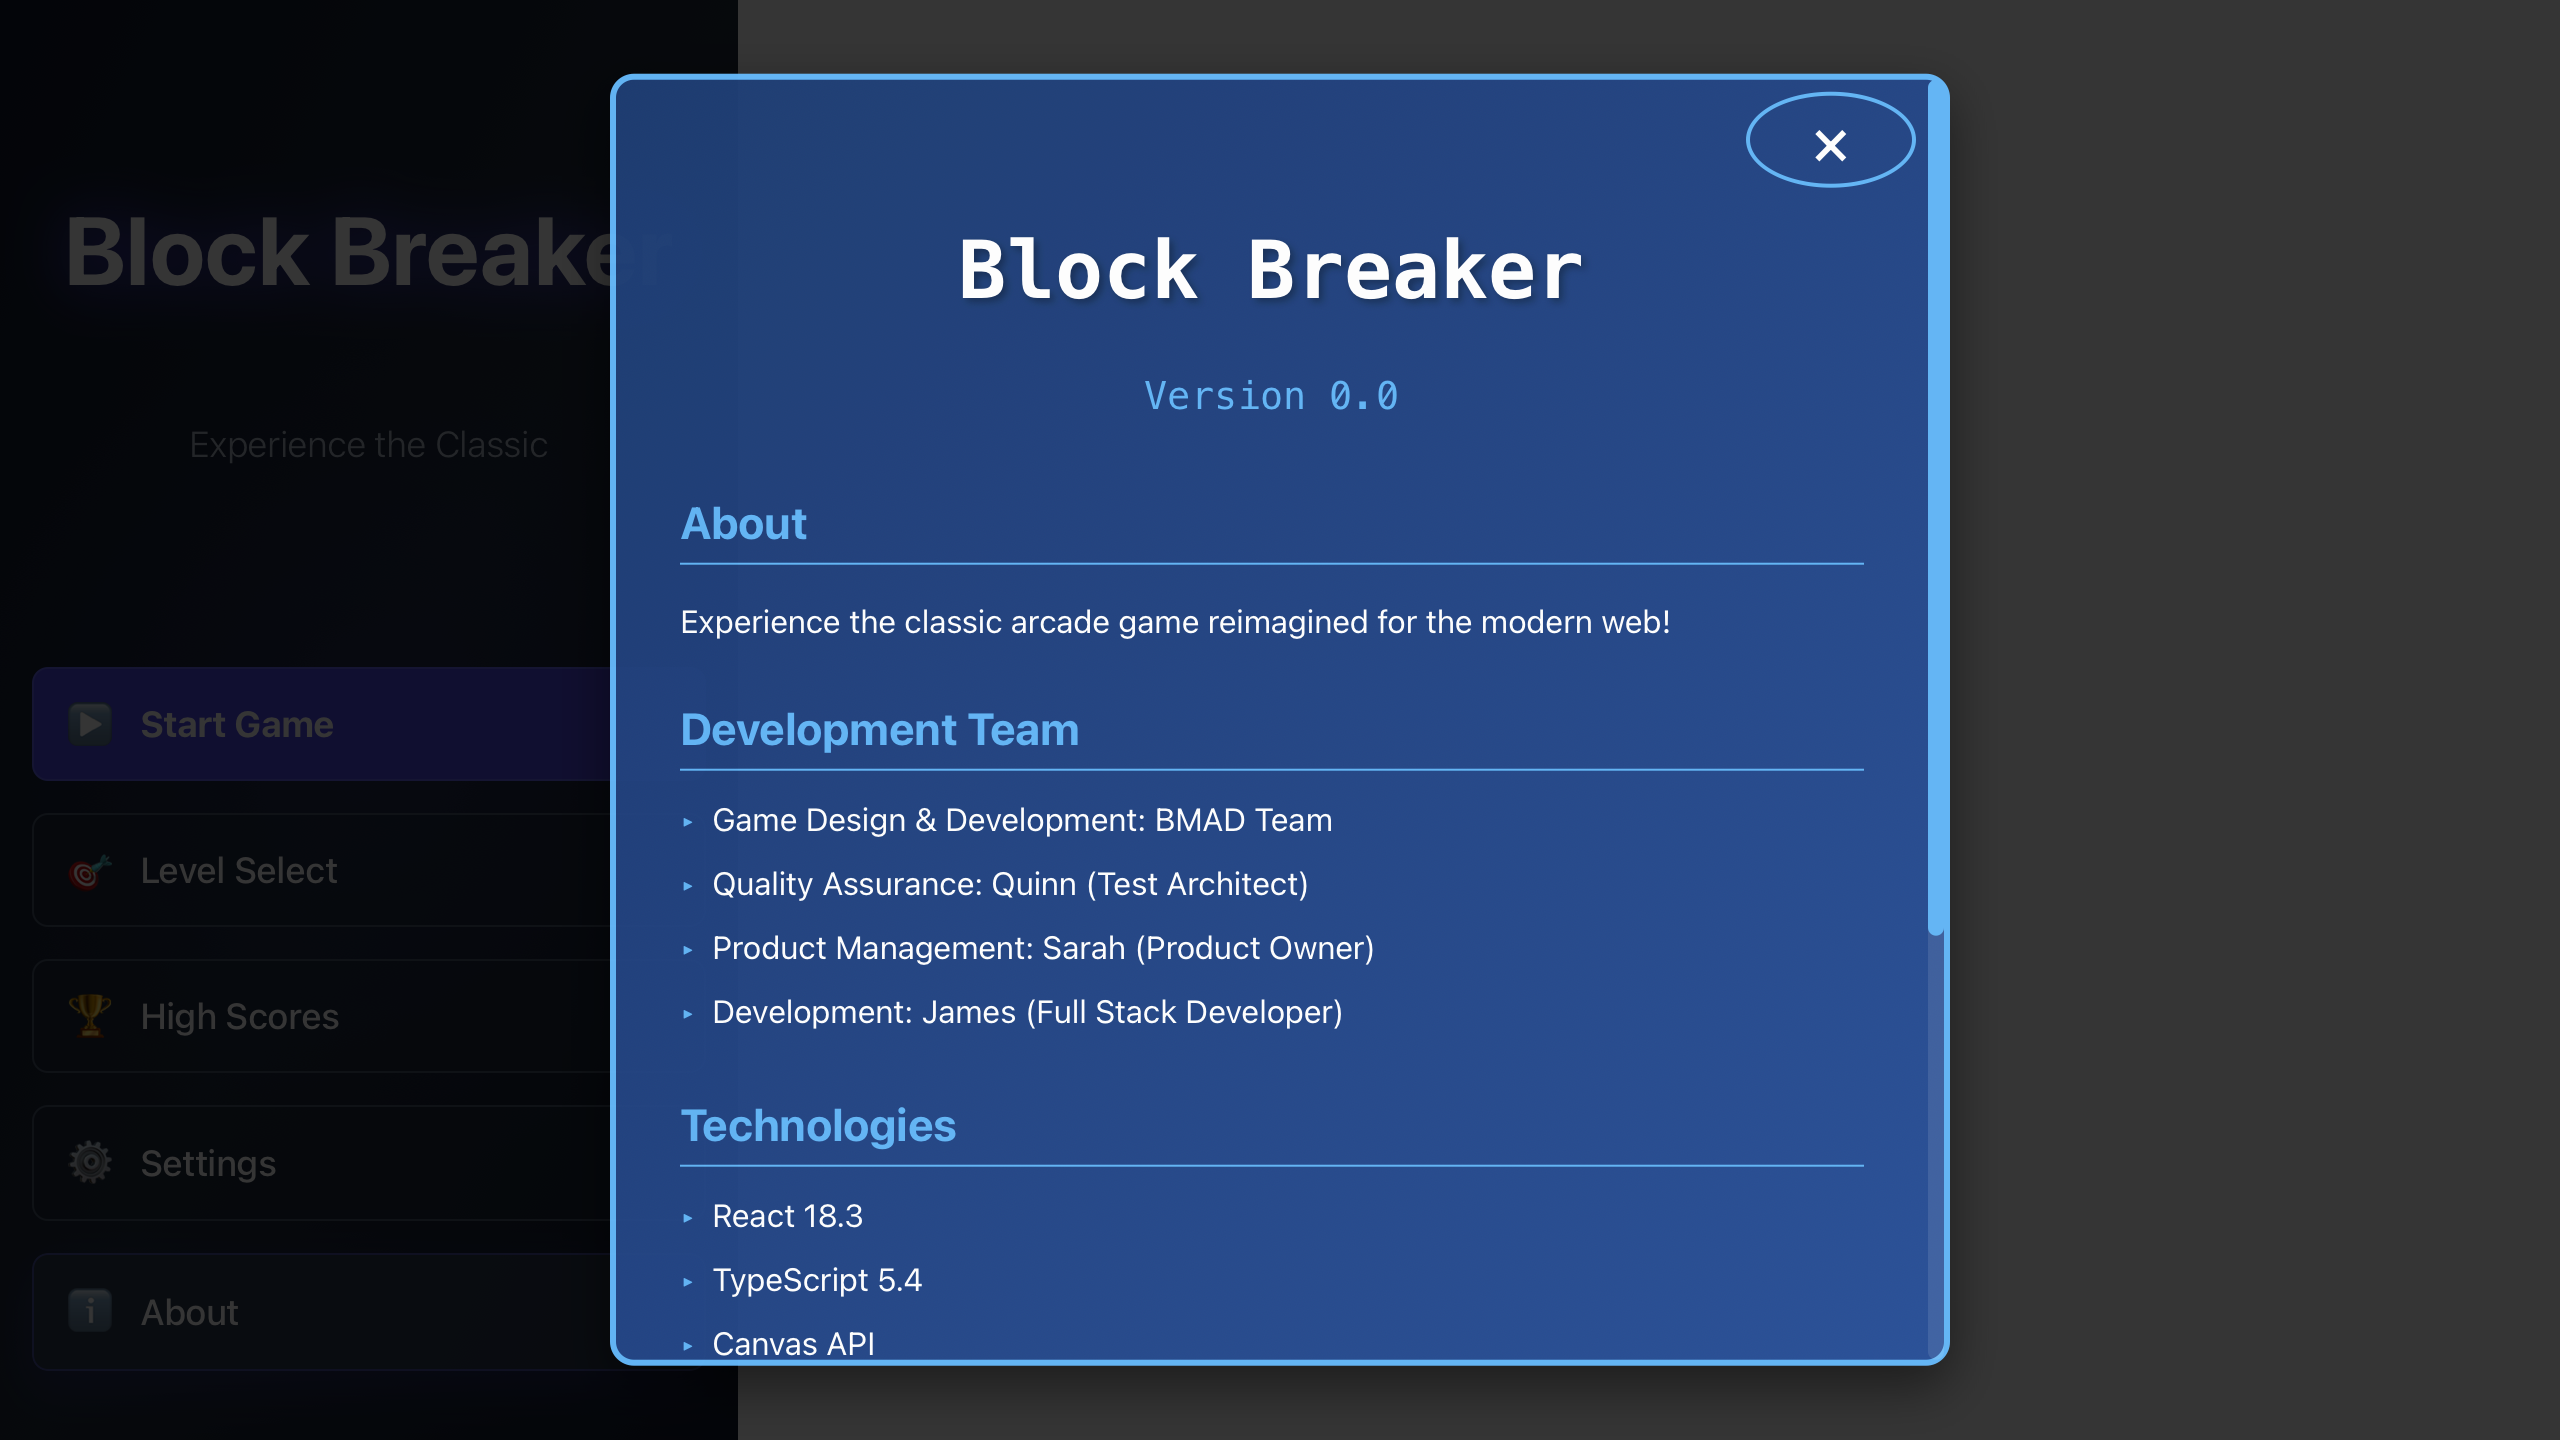 Block Breaker
Experience the Classic
Start Game
Level Select
High Scores
Settings
About
×
Block Breaker
Version 0.0
About
Experience the classic arcade game reimagined for the modern web!
Development Team
▸ Game Design & Development: BMAD Team
▸ Quality Assurance: Quinn (Test Architect)
▸ Product Management: Sarah (Product Owner)
▸ Development: James (Full Stack Developer)
Technologies
▸ React 18.3
▸ TypeScript 5.4
▸ Canvas API